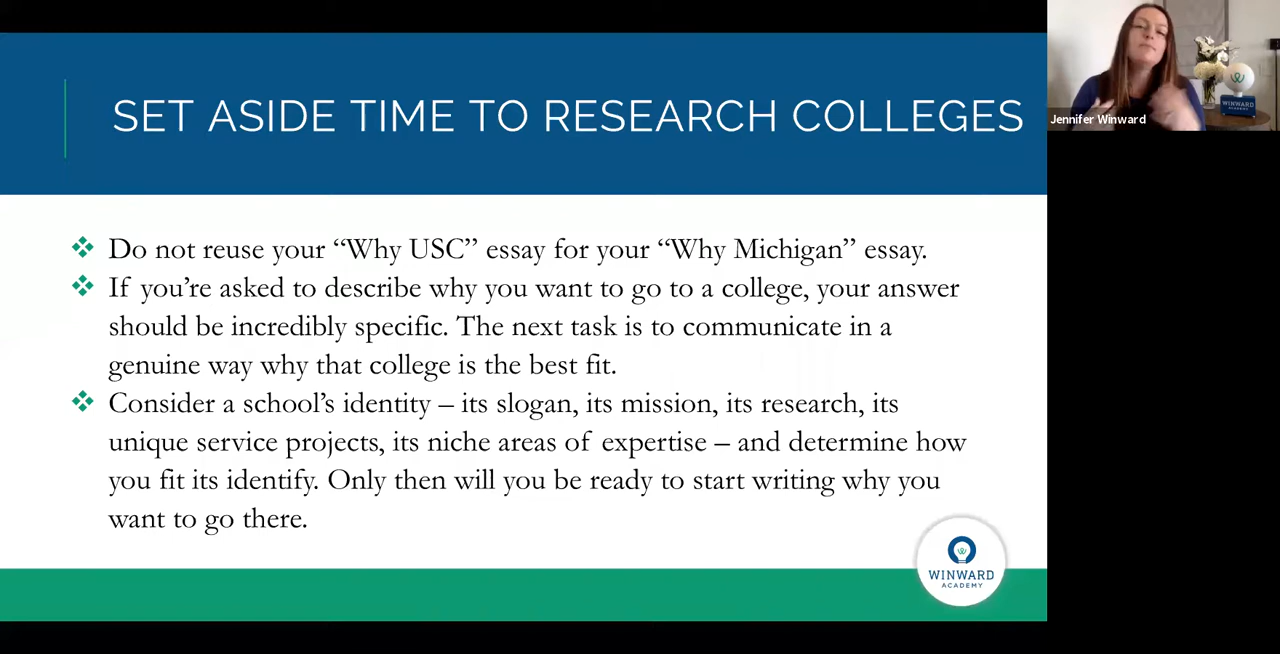 SET ASIDE TIME TO RESEARCH COLLEGES
Jennifer Winward
WINWARD
ACADEMY
❖ Do not reuse your “Why USC” essay for your “Why Michigan” essay.
❖ If you’re asked to describe why you want to go to a college, your answer
should be incredibly specific. The next task is to communicate in a
genuine way why that college is the best fit.
❖ Consider a school’s identity – its slogan, its mission, its research, its
unique service projects, its niche areas of expertise – and determine how
you fit its identify. Only then will you be ready to start writing why you
want to go there.
WINWARD
ACADEMY